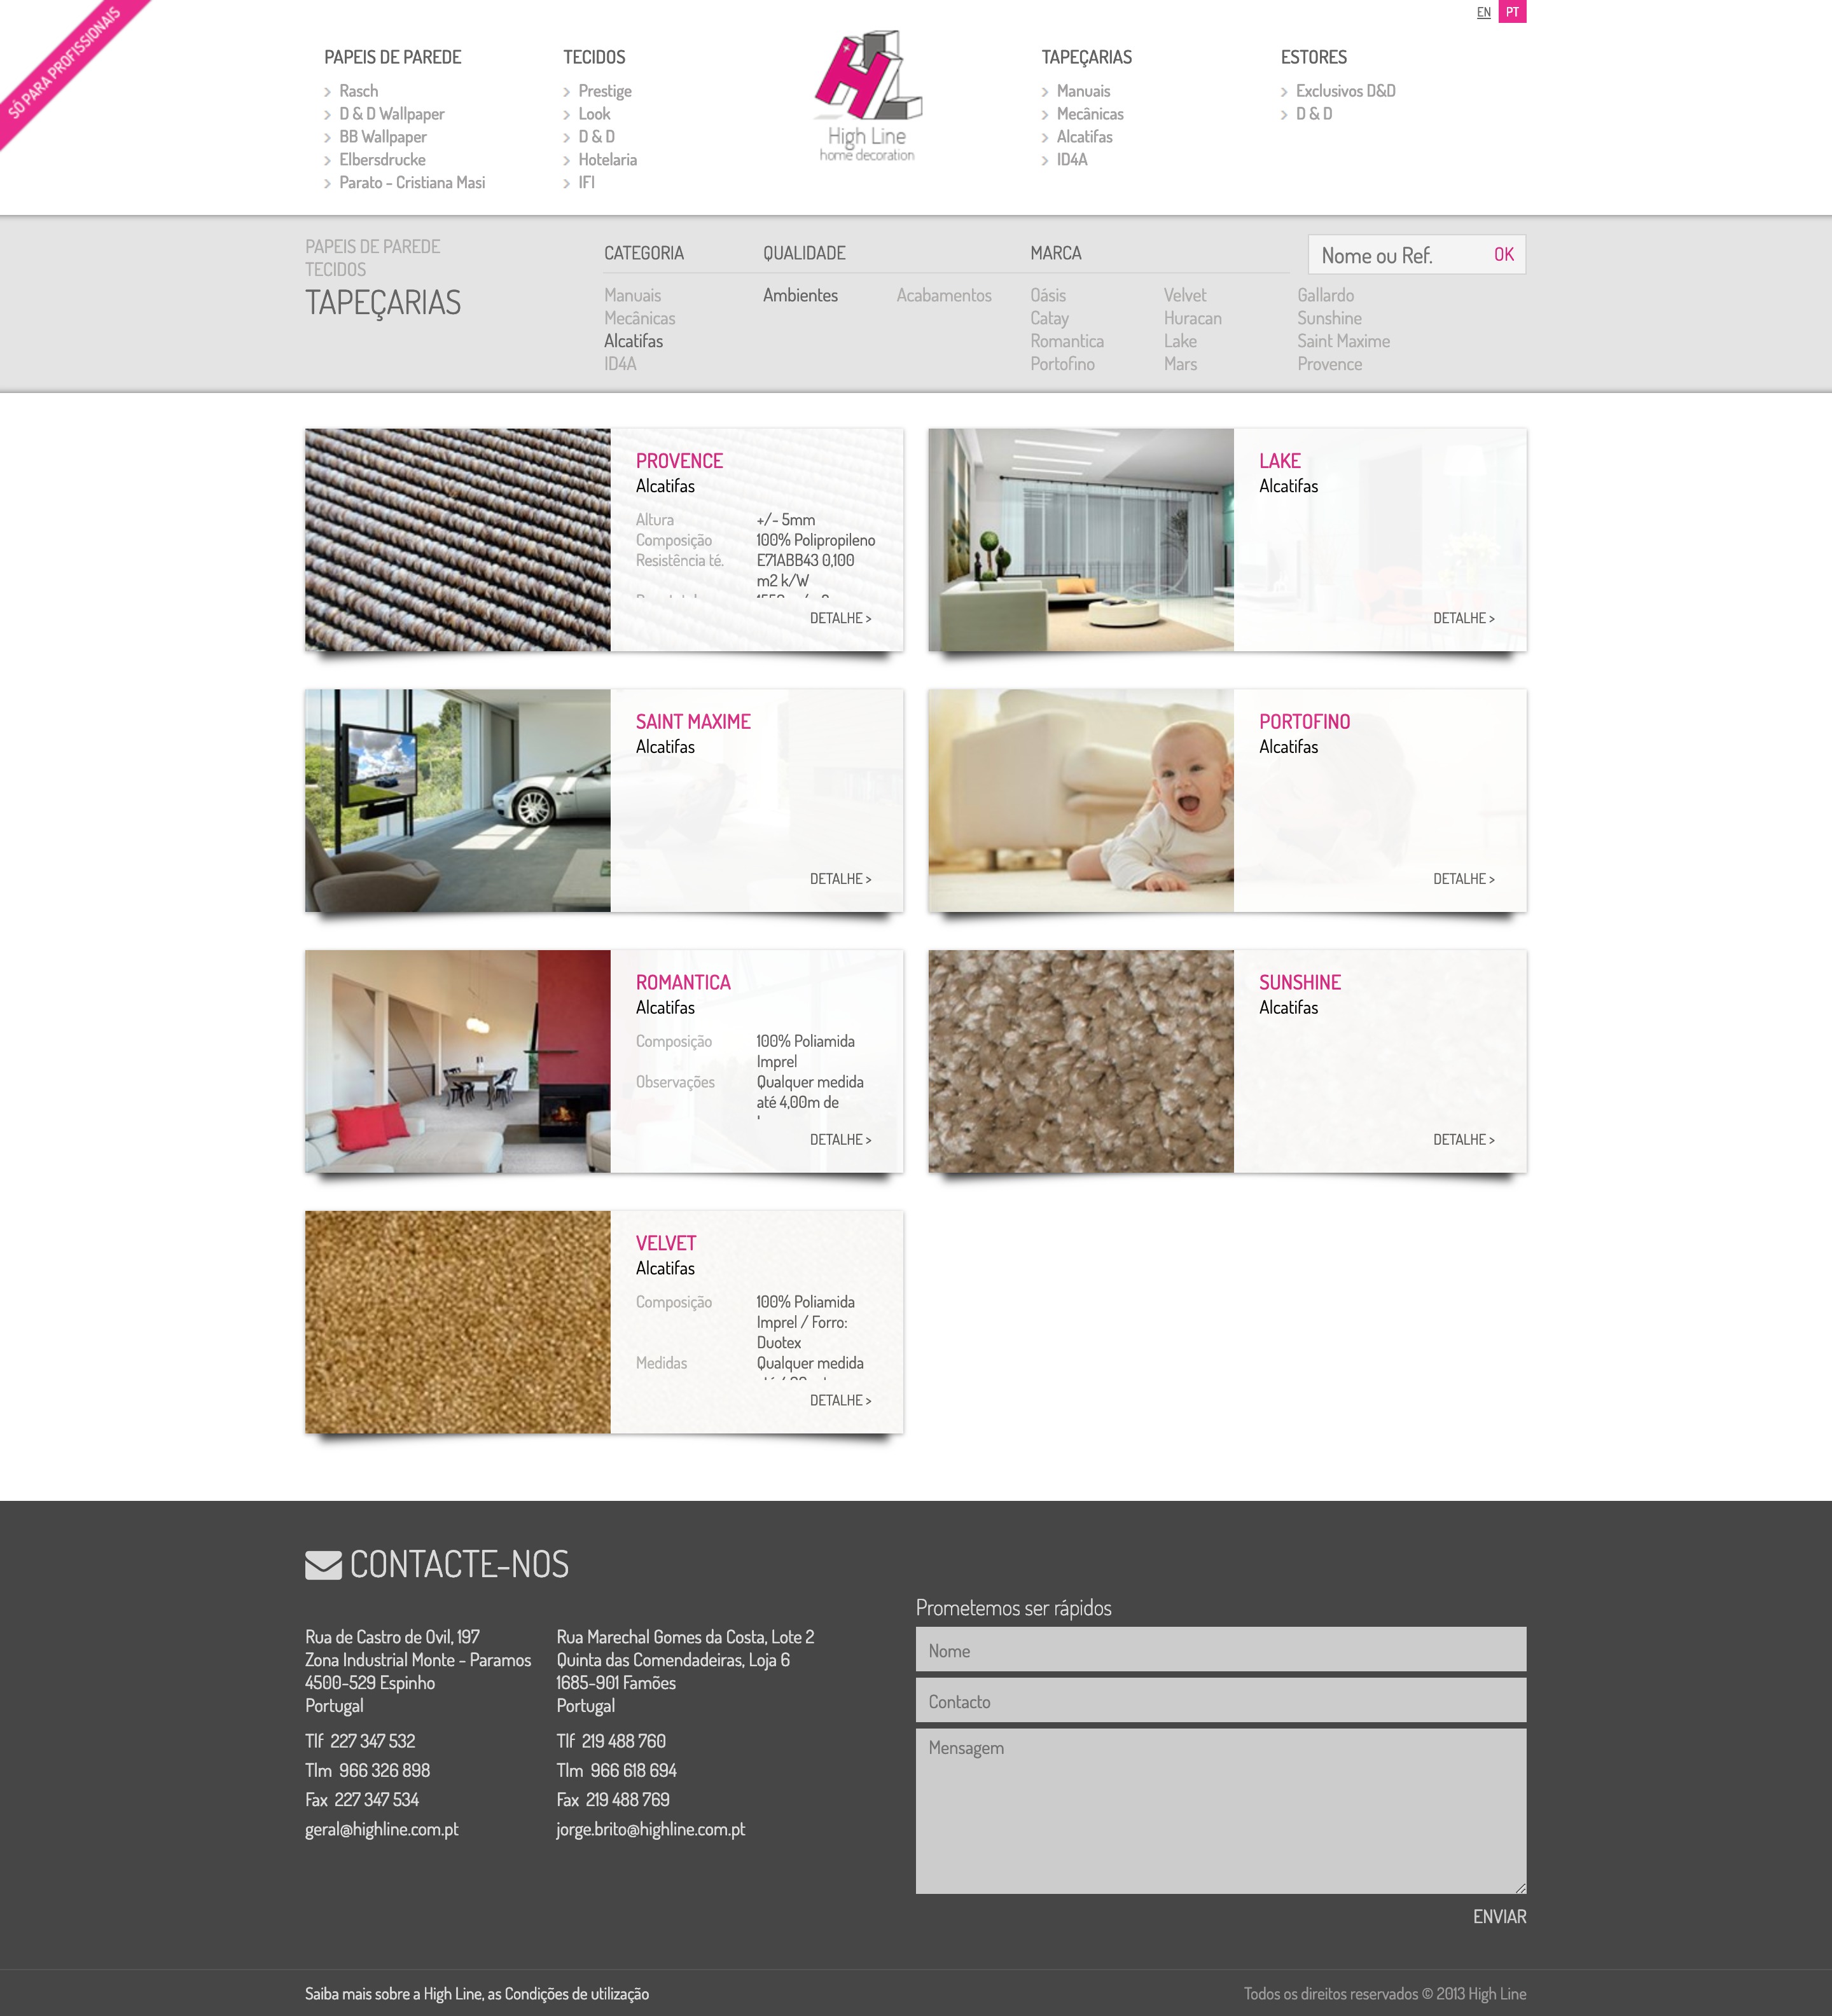 SÓ PARA PROFISSIONAIS
EN PT
PAPEIS DE PAREDE
Rasch
D & D Wallpaper
BB Wallpaper
Elbersdrucke
Parato - Cristiana Masi
TECIDOS
Prestige
Look
D & D
Hotelaria
IFI
High Line
home decoration
TAPEÇARIAS
Manuais
Mecânicas
Alcatifas
ID4A
ESTORES
Exclusivos D&D
D & D
PAPEIS DE PAREDE
TECIDOS
TAPEÇARIAS
CATEGORIA
Manuais
Mecânicas
Alcatifas
ID4A
QUALIDADE
Ambientes Acabamentos
MARCA
Oásis Velvet Gallardo
Catay Huracan Sunshine
Romantica Lake Saint Maxime
Portofino Mars Provence
Nome ou Ref. OK
PROVENCE
Alcatifas
Altura +/- 5mm
Composição 100% Polipropileno
Resistência té. E71ABB43 0,100
m2 k/W
DETALHE >
LAKE
Alcatifas
DETALHE >
SAINT MAXIME
Alcatifas
DETALHE >
PORTOFINO
Alcatifas
DETALHE >
ROMANTICA
Alcatifas
Composição 100% Poliamida
Imprel
Observações Qualquer medida
até 4,00m de
DETALHE >
SUNSHINE
Alcatifas
DETALHE >
VELVET
Alcatifas
Composição 100% Poliamida
Imprel / Forro:
Duotex
Medidas Qualquer medida
DETALHE >
CONTACTE-NOS
Rua de Castro de Ovil, 197
Zona Industrial Monte - Paramos
4500-529 Espinho
Portugal
Tlf 227 347 532
Tlm 966 326 898
Fax 227 347 534
geral@highline.com.pt
Rua Marechal Gomes da Costa, Lote 2
Quinta das Comendadeiras, Loja 6
1685-901 Famões
Portugal
Tlf 219 488 760
Tlm 966 618 694
Fax 219 488 769
jorge.brito@highline.com.pt
Prometemos ser rápidos
Nome
Contacto
Mensagem
ENVIAR
Saiba mais sobre a High Line, as Condições de utilização
Todos os direitos reservados © 2013 High Line